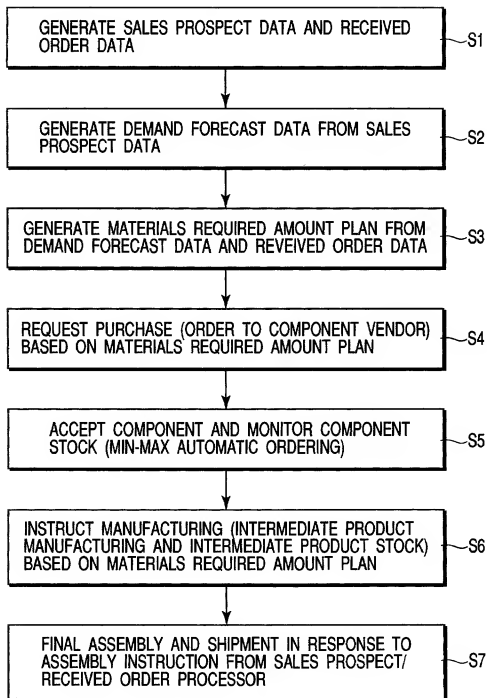 GENERATE SALES PROSPECT DATA AND RECEIVED
ORDER DATA
S1
GENERATE DEMAND FORECAST DATA FROM SALES
PROSPECT DATA
S2
GENERATE MATERIALS REQUIRED AMOUNT PLAN FROM
DEMAND FORECAST DATA AND REVEIVED ORDER DATA
S3
REQUEST PURCHASE (ORDER TO COMPONENT VENDOR)
BASED ON MATERIALS REQUIRED AMOUNT PLAN
S4
ACCEPT COMPONENT AND MONITOR COMPONENT
STOCK (MIN-MAX AUTOMATIC ORDERING)
S5
INSTRUCT MANUFACTURING (INTERMEDIATE PRODUCT
MANUFACTURING AND INTERMEDIATE PRODUCT STOCK)
BASED ON MATERIALS REQUIRED AMOUNT PLAN
S6
FINAL ASSEMBLY AND SHIPMENT IN RESPONSE TO
ASSEMBLY INSTRUCTION FROM SALES PROSPECT/
RECEIVED ORDER PROCESSOR
S7